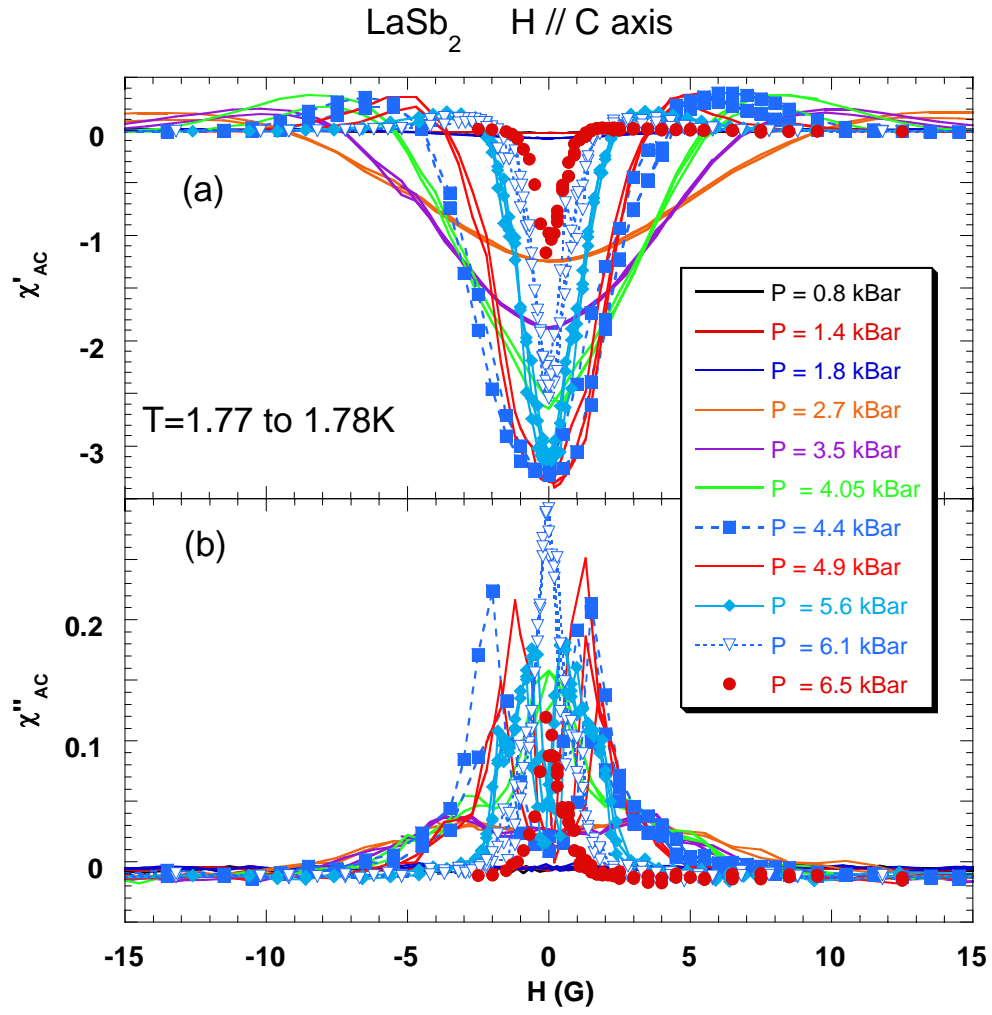 LaSb₂ H // C axis
0
(a)
-1
χ'AC
-2
T=1.77 to 1.78K
-3
P = 0.8 kBar
P = 1.4 kBar
P = 1.8 kBar
P = 2.7 kBar
P = 3.5 kBar
P = 4.05 kBar
P = 4.4 kBar
P = 4.9 kBar
P = 5.6 kBar
P = 6.1 kBar
P = 6.5 kBar
(b)
0.2
χ"AC
0.1
0
-15 -10 -5 0 5 10 15
H (G)